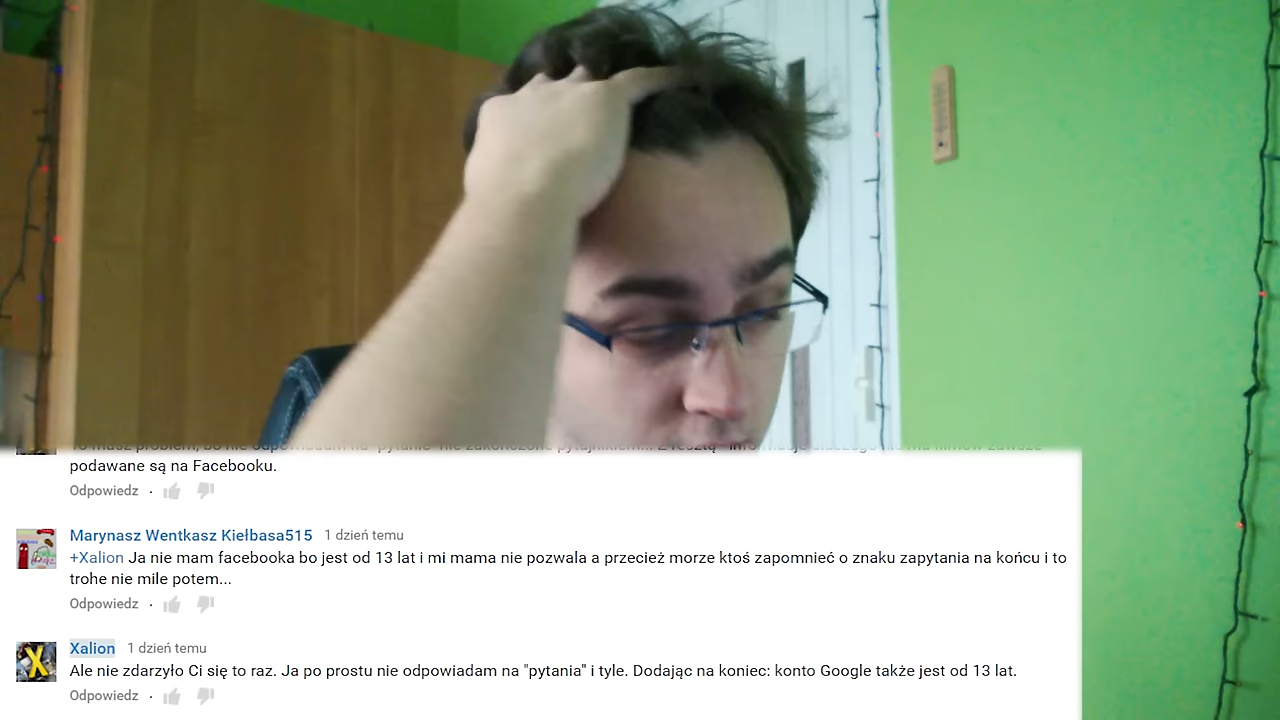 podawane są na Facebooku.
Odpowiedz ·
Marynasz Wentkasz Kiełbasa515 1 dzień temu
+Xalion Ja nie mam facebooka bo jest od 13 lat i mi mama nie pozwala a przecież morze ktos zapomnieć o znaku zapytania na końcu i to
trohe nie mile potem...
Odpowiedz ·
Xalion 1 dzień temu
Ale nie zdarzyło Ci się to raz. Ja po prostu nie odpowiadam na "pytania" i tyle. Dodając na koniec: konto Google także jest od 13 lat.
Odpowiedz ·